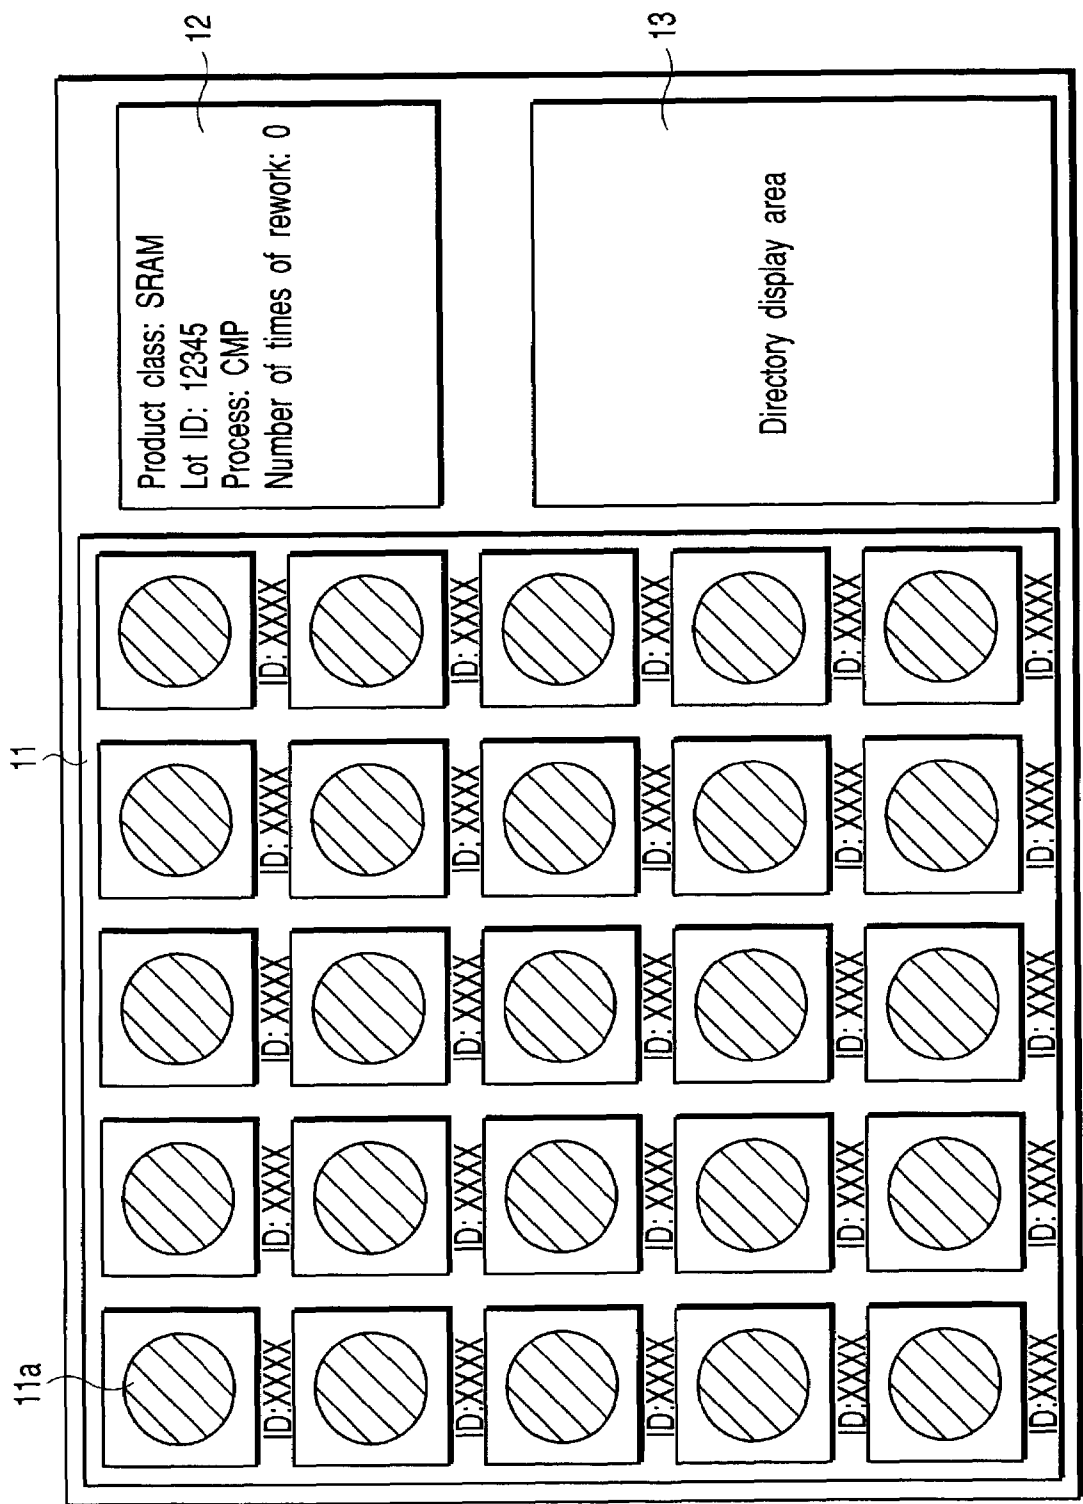 11
11a
12
13
ID:XXXX
ID: XXXX
ID: XXXX
ID: XXXX
ID: XXXX
ID:XXXX
ID: XXXX
ID: XXXX
ID: XXXX
ID: XXXX
ID:XXXX
ID: XXXX
ID: XXXX
ID: XXXX
ID: XXXX
ID:XXXX
ID: XXXX
ID: XXXX
ID: XXXX
ID: XXXX
ID:XXXX
ID: XXXX
ID: XXXX
ID: XXXX
ID: XXXX
Product class: SRAM
Lot ID: 12345
Process: CMP
Number of times of rework: 0
Directory display area